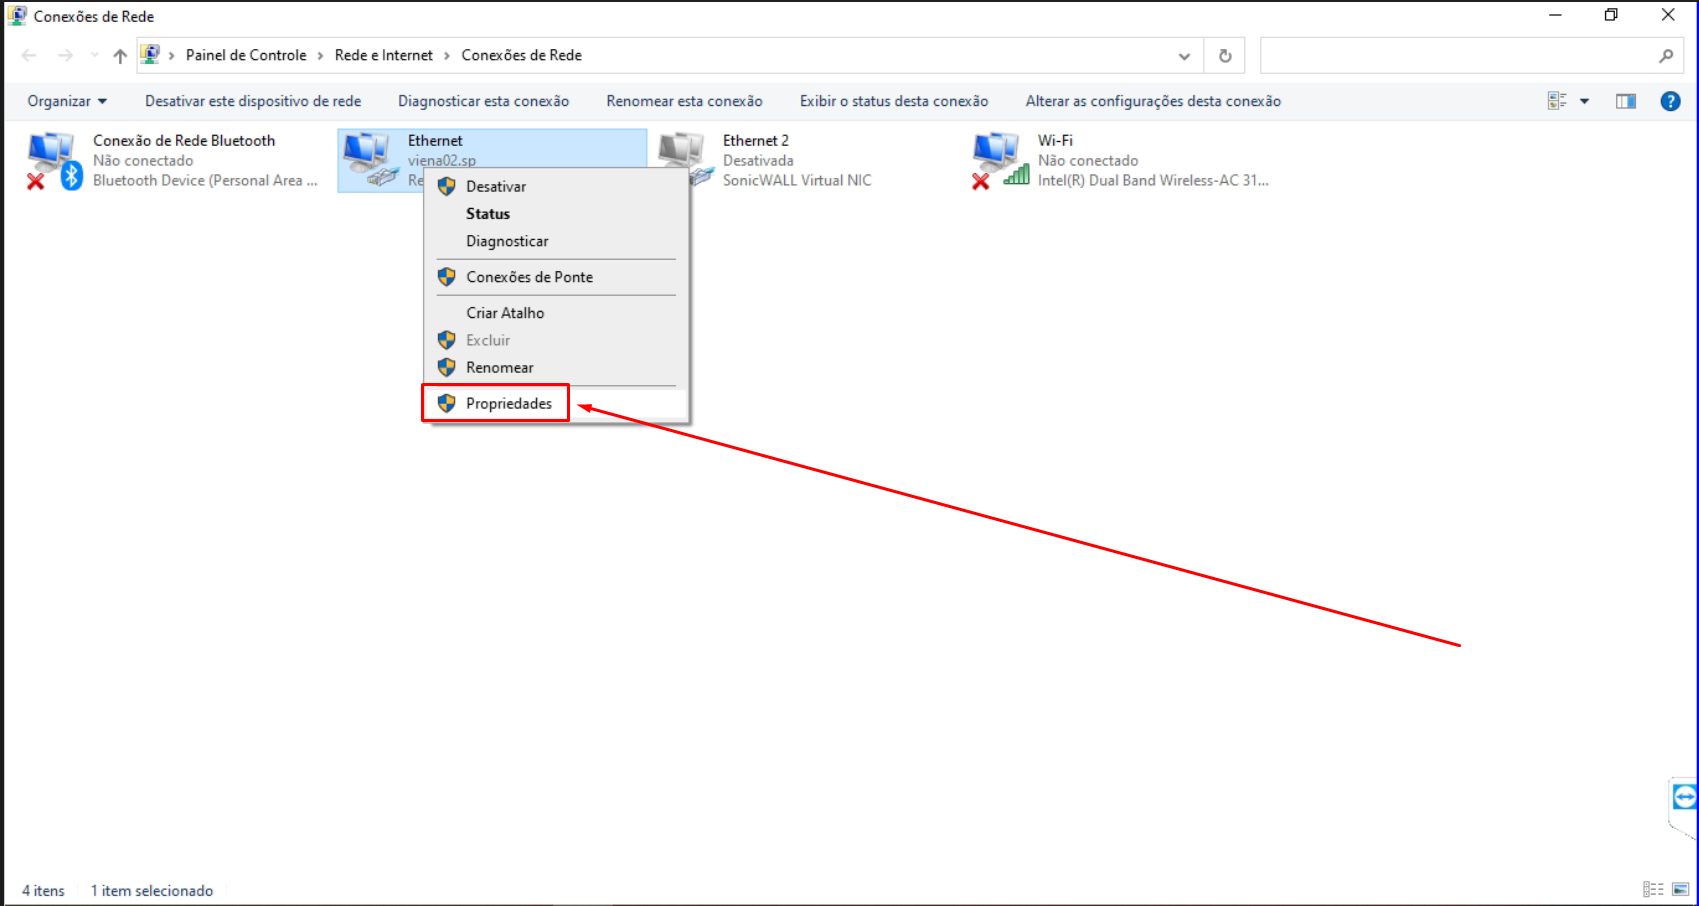 Conexões de Rede
Painel de Controle › Rede e Internet › Conexões de Rede
Organizar Desativar este dispositivo de rede Diagnosticar esta conexão Renomear esta conexão Exibir o status desta conexão Alterar as configurações desta conexão
Conexão de Rede Bluetooth
Não conectado
Bluetooth Device (Personal Area ...
Ethernet
viena02.sp
Re
Ethernet 2
Desativada
SonicWALL Virtual NIC
Wi-Fi
Não conectado
Intel(R) Dual Band Wireless-AC 31...
Desativar
Status
Diagnosticar
Conexões de Ponte
Criar Atalho
Excluir
Renomear
Propriedades
4 itens 1 item selecionado